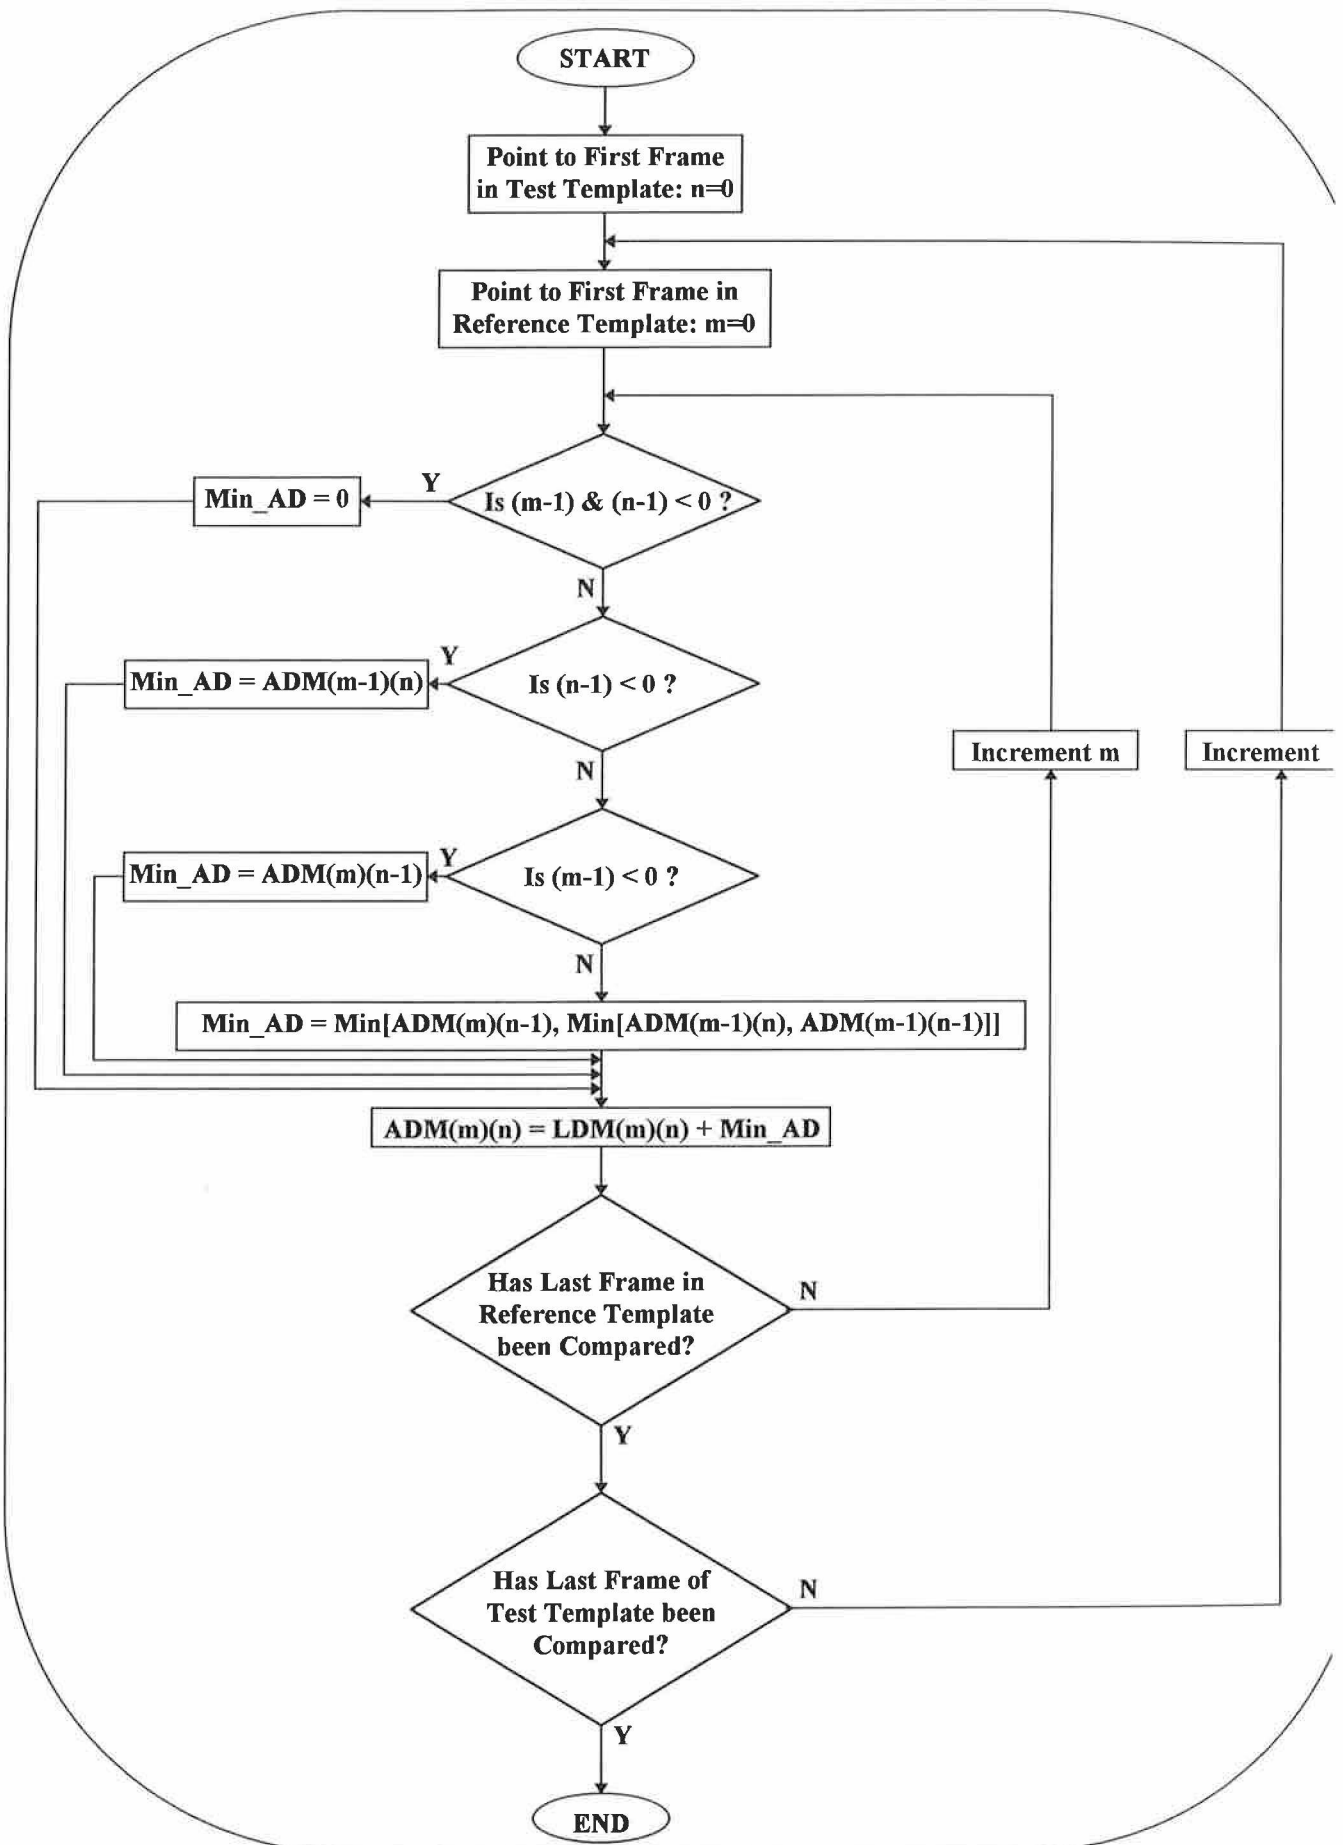 START
Point to First Frame
in Test Template: n=0
Point to First Frame in
Reference Template: m=0
Y
Min_AD = 0
Is (m-1) & (n-1) < 0 ?
N
Y
Min_AD = ADM(m-1)(n)
Is (n-1) < 0 ?
Increment m
Increment
N
Y
Min_AD = ADM(m)(n-1)
Is (m-1) < 0 ?
N
Min_AD = Min[ADM(m)(n-1), Min[ADM(m-1)(n), ADM(m-1)(n-1)]]
ADM(m)(n) = LDM(m)(n) + Min_AD
Has Last Frame in
Reference Template
been Compared?
N
Y
Has Last Frame of
Test Template been
Compared?
N
Y
END